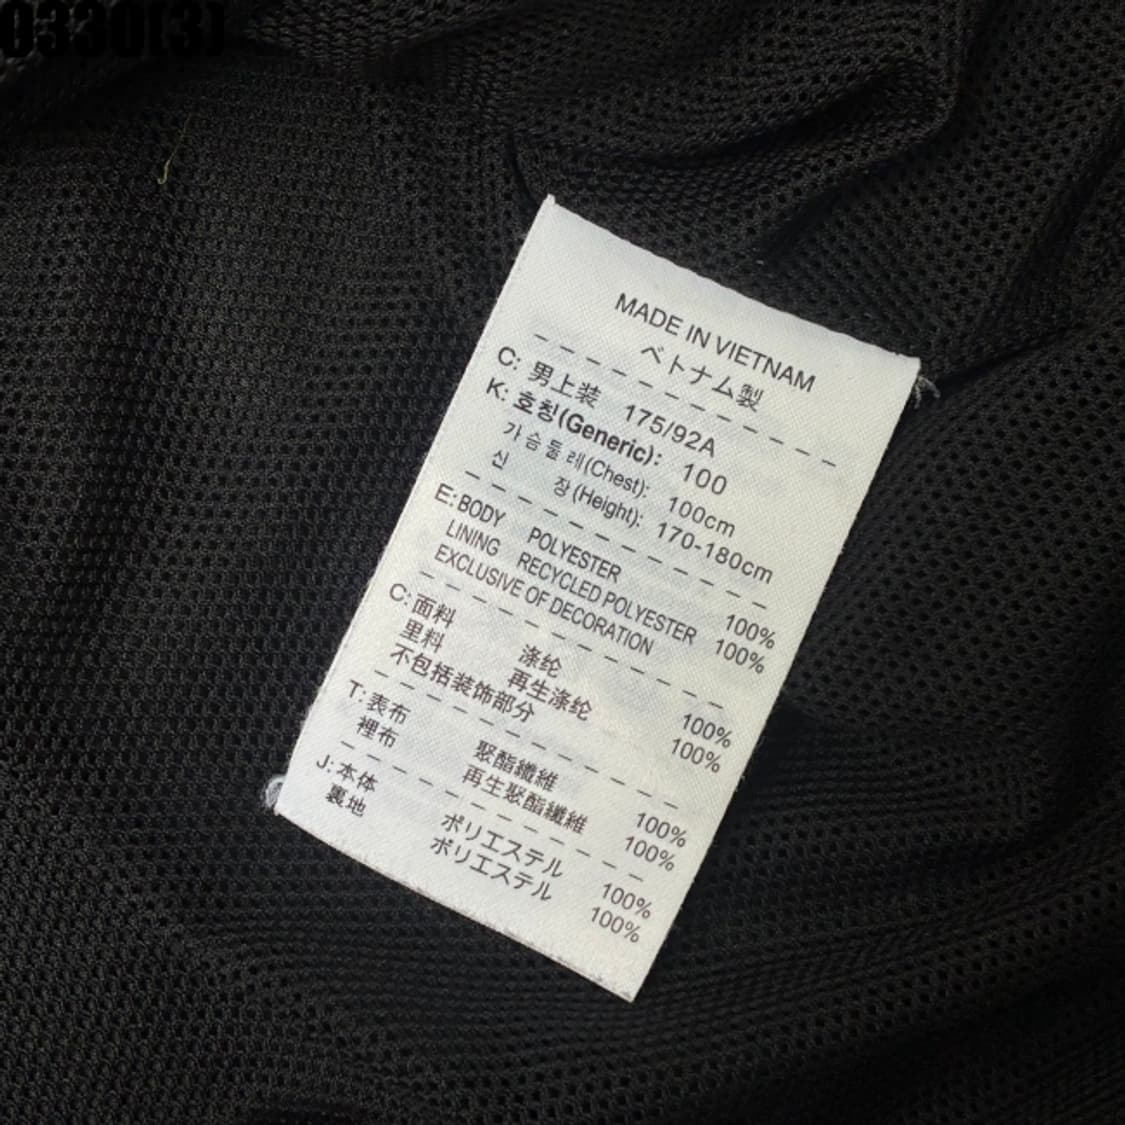 0330(3)
MADE IN VIETNAM
ベトナム製
C: 男上装 175/92A
K: 호칭(Generic): 100
가슴둘레(Chest): 100cm
신 장(Height): 170-180cm
E: BODY POLYESTER 100%
LINING RECYCLED POLYESTER 100%
EXCLUSIVE OF DECORATION
C: 面料 涤纶 100%
里料 再生涤纶 100%
不包括装饰部分
T: 表布 聚酯纖維 100%
裡布 再生聚酯纖維 100%
J: 本体 ポリエステル 100%
裏地 ポリエステル 100%